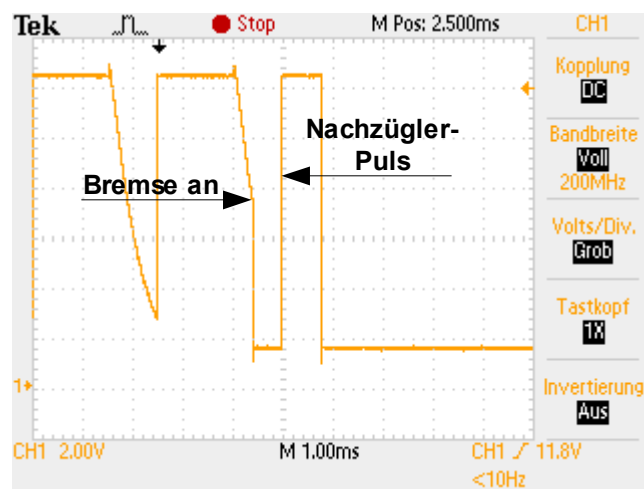 Tek Stop M Pos: 2.500ms CH1
Kopplung
DC
Bandbreite
Voll
200MHz
Volts/Div.
Grob
Tastkopf
1X
Invertierung
Aus
Nachzügler-
Puls
Bremse an
1
CH1 2.00V M 1.00ms CH1 11.8V
<10Hz